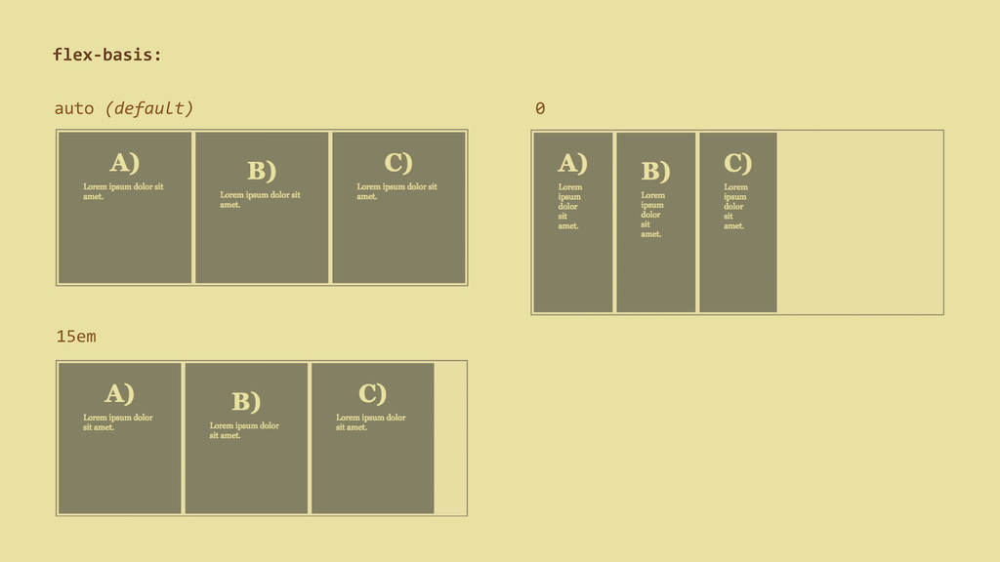 flex-basis:
auto (default)
A)
Lorem ipsum dolor sit
amet.
B)
Lorem ipsum dolor sit
amet.
C)
Lorem ipsum dolor sit
amet.
0
A)
Lorem
ipsum
dolor
sit
amet.
B)
Lorem
ipsum
dolor
sit
amet.
C)
Lorem
ipsum
dolor
sit
amet.
15em
A)
Lorem ipsum dolor
sit amet.
B)
Lorem ipsum dolor
sit amet.
C)
Lorem ipsum dolor
sit amet.